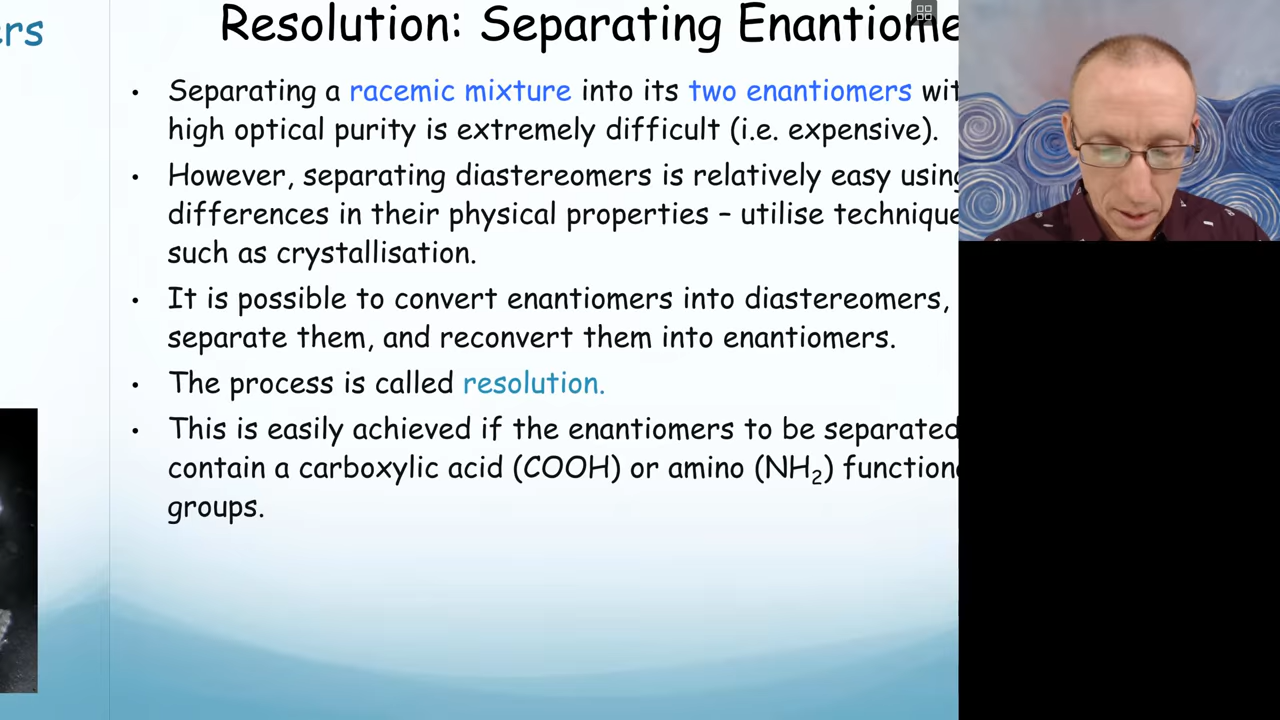 ers
Resolution: Separating Enantiome
• Separating a racemic mixture into its two enantiomers wit
high optical purity is extremely difficult (i.e. expensive).
• However, separating diastereomers is relatively easy using
differences in their physical properties – utilise technique
such as crystallisation.
• It is possible to convert enantiomers into diastereomers,
separate them, and reconvert them into enantiomers.
• The process is called resolution.
• This is easily achieved if the enantiomers to be separated
contain a carboxylic acid (COOH) or amino (NH₂) function
groups.